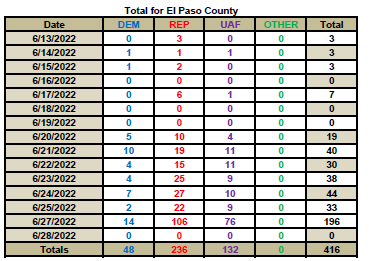 Total for El Paso County
Date DEM REP UAF OTHER Total
6/13/2022 0 3 0 0 3
6/14/2022 1 1 1 0 3
6/15/2022 1 2 0 0 3
6/16/2022 0 0 0 0 0
6/17/2022 0 6 1 0 7
6/18/2022 0 0 0 0 0
6/19/2022 0 0 0 0 0
6/20/2022 5 10 4 0 19
6/21/2022 10 19 11 0 40
6/22/2022 4 15 11 0 30
6/23/2022 4 25 9 0 38
6/24/2022 7 27 10 0 44
6/25/2022 2 22 9 0 33
6/27/2022 14 106 76 0 196
6/28/2022 0 0 0 0 0
Totals 48 236 132 0 416